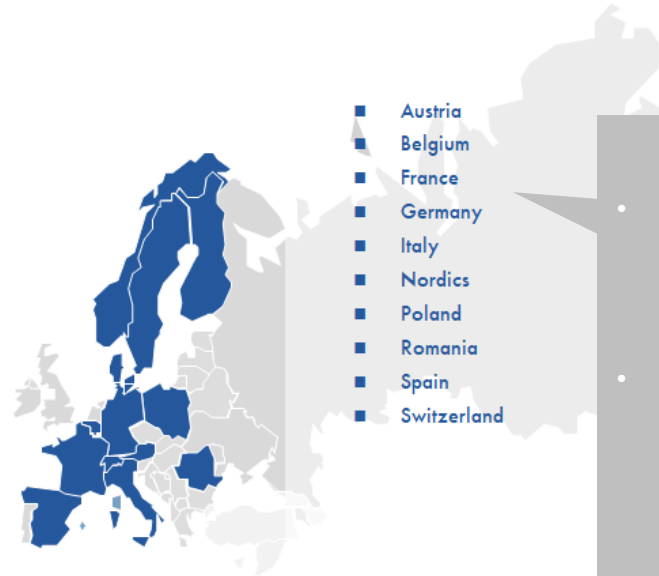 Austria
Belgium
France
Germany
Italy
Nordics
Poland
Romania
Spain
Switzerland